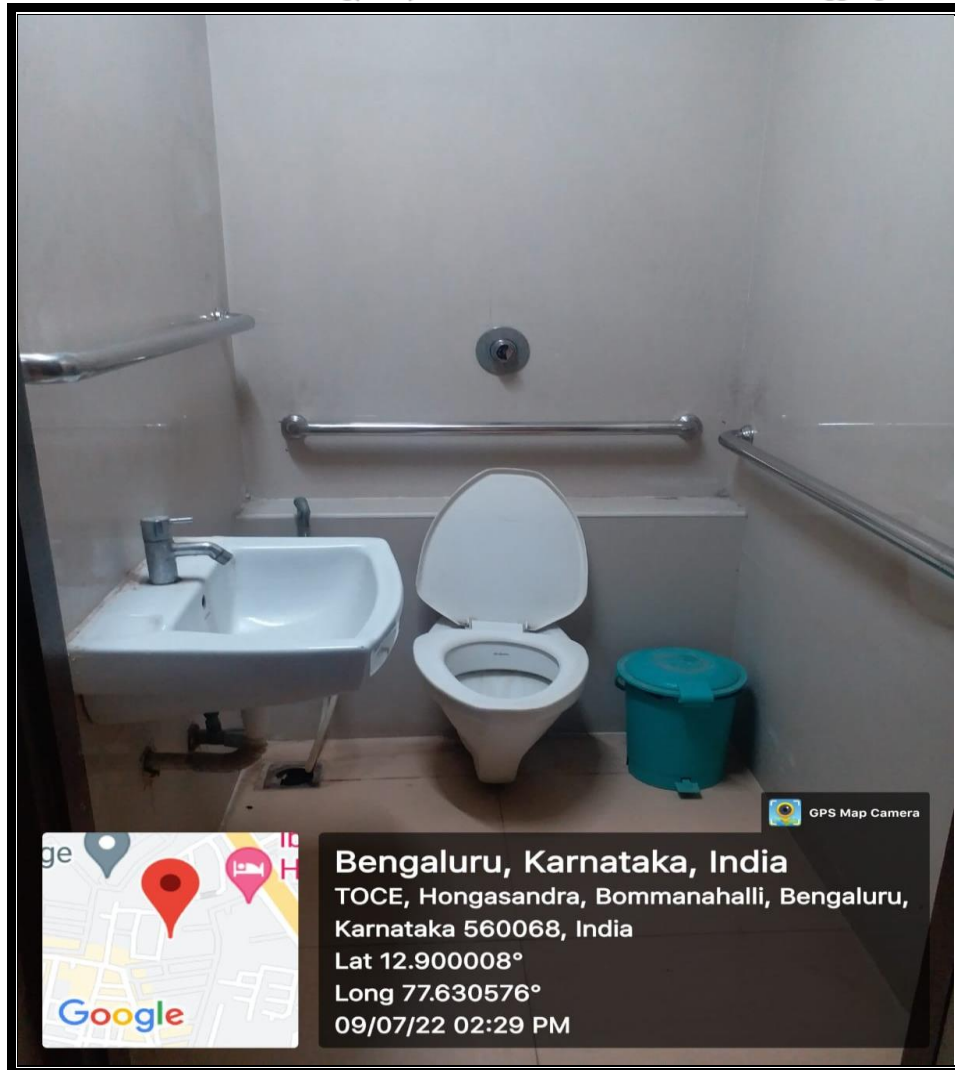 GPS Map Camera
ge
Google
Bengaluru, Karnataka, India
TOCE, Hongasandra, Bommanahalli, Bengaluru,
Karnataka 560068, India
Lat 12.900008°
Long 77.630576°
09/07/22 02:29 PM